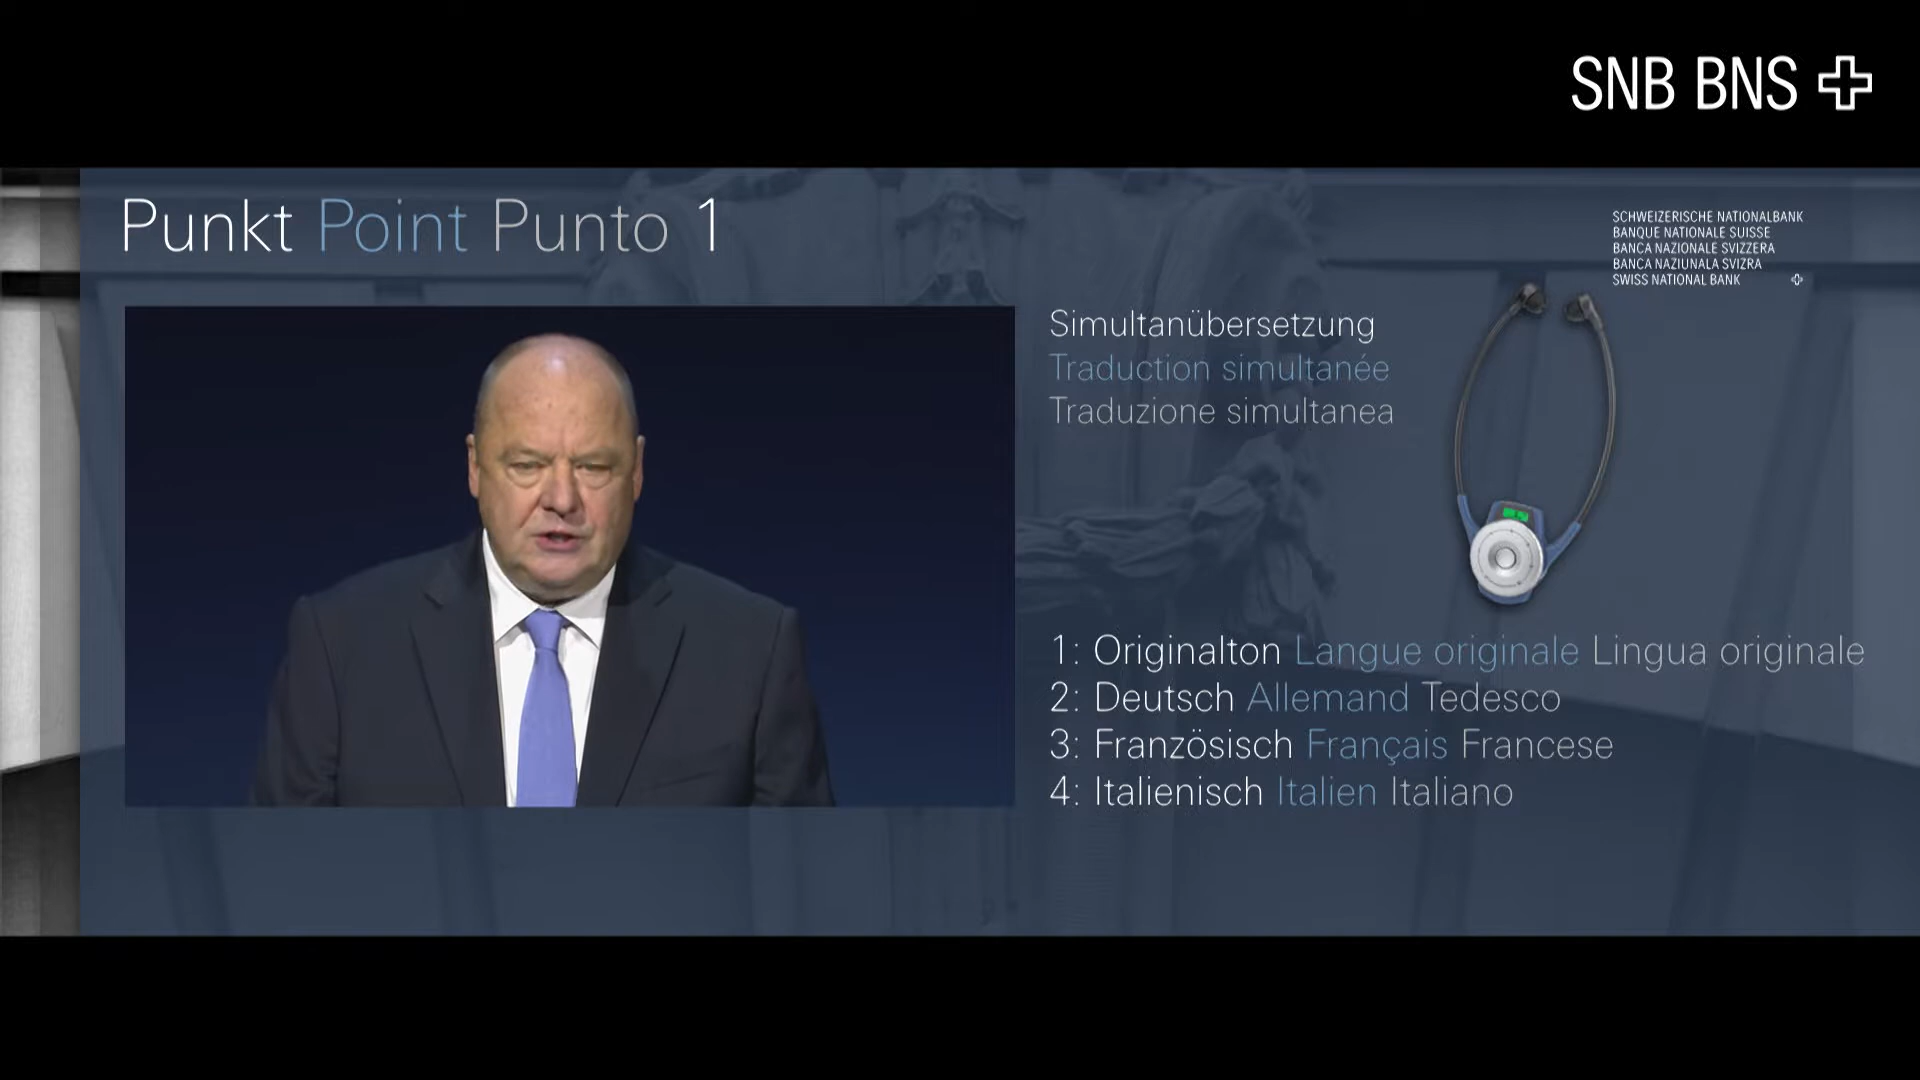 SNB BNS
Punkt Point Punto 1
SCHWEIZERISCHE NATIONALBANK
BANQUE NATIONALE SUISSE
BANCA NAZIONALE SVIZZERA
BANCA NAZIUNALA SVIZRA
SWISS NATIONAL BANK
Simultanübersetzung
Traduction simultanée
Traduzione simultanea
1: Originalton Langue originale Lingua originale
2: Deutsch Allemand Tedesco
3: Französisch Français Francese
4: Italienisch Italien Italiano